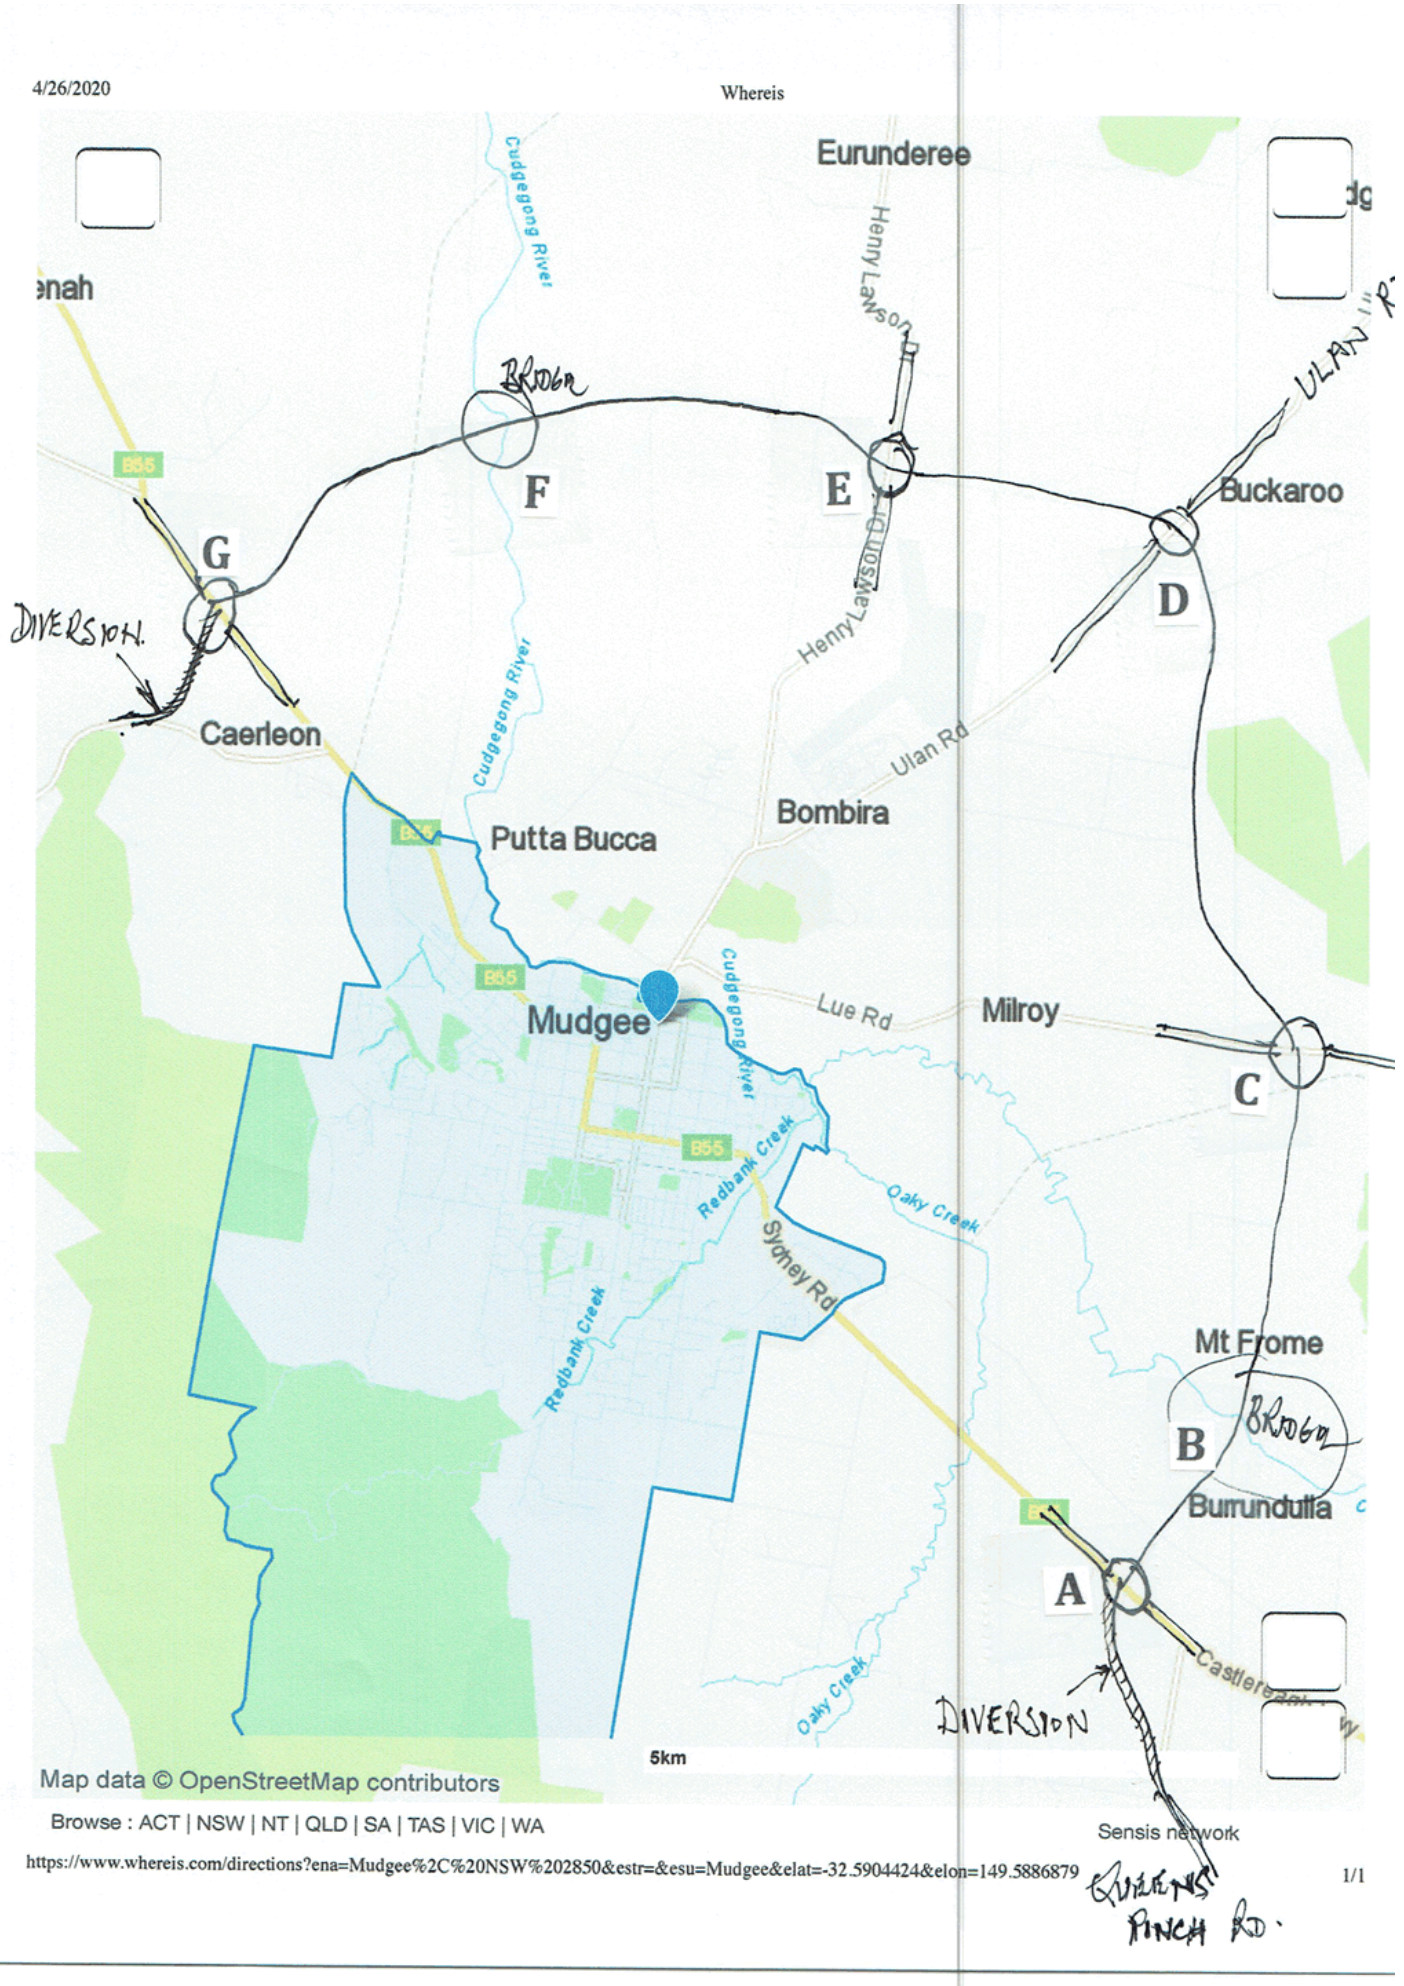 4/26/2020
Whereis
Eurunderee
Cudgegong River
Henry Lawson Dr
dg
enah
ULAN R
BRIDGE
B55
Buckaroo
E
F
G
D
DIVERSION.
Henry Lawson Dr
Cudgegong River
Caerleon
Ulan Rd
Bombira
B55
Putta Bucca
Cudgegong River
B55
Mudgee
Lue Rd
Milroy
C
B55
Redbank Creek
Oaky Creek
Sydney Rd
Redbank Creek
Mt Frome
BRIDGE
B
Burrundulla
A
Oaky Creek
DIVERSION
5km
Map data © OpenStreetMap contributors
Browse : ACT | NSW | NT | QLD | SA | TAS | VIC | WA
Sensis network
https://www.whereis.com/directions?ena=Mudgee%2C%20NSW%202850&estr=&esu=Mudgee&elat=-32.5904424&elon=149.5886879
1/1
QUEENS
PINCH RD.